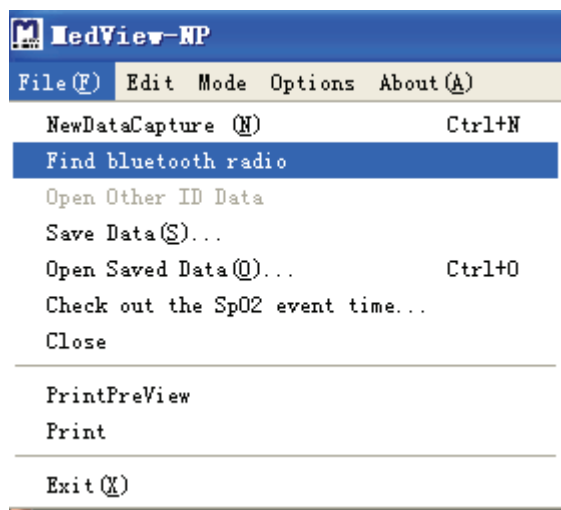 MedView-NP
File(F) Edit Mode Options About(A)
NewDataCapture (N) Ctrl+N
Find bluetooth radio
Open Other ID Data
Save Data(S)...
Open Saved Data(O)... Ctrl+O
Check out the SpO2 event time...
Close
PrintPreView
Print
Exit(X)